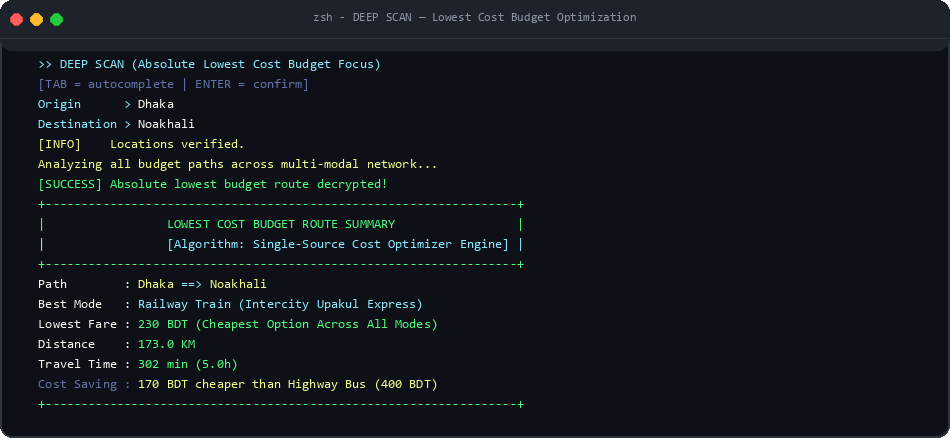 zsh - DEEP SCAN — Lowest Cost Budget Optimization
>> DEEP SCAN (Absolute Lowest Cost Budget Focus)
[TAB = autocomplete | ENTER = confirm]
Origin      > Dhaka
Destination > Noakhali
[INFO]    Locations verified.
Analyzing all budget paths across multi-modal network...
[SUCCESS] Absolute lowest budget route decrypted!
+------------------------------------------------------------------+
|                 LOWEST COST BUDGET ROUTE SUMMARY                 |
|                 [Algorithm: Single-Source Cost Optimizer Engine] |
+------------------------------------------------------------------+
Path        : Dhaka ==> Noakhali
Best Mode   : Railway Train (Intercity Upakul Express)
Lowest Fare : 230 BDT (Cheapest Option Across All Modes)
Distance    : 173.0 KM
Travel Time : 302 min (5.0h)
Cost Saving : 170 BDT cheaper than Highway Bus (400 BDT)
+------------------------------------------------------------------+